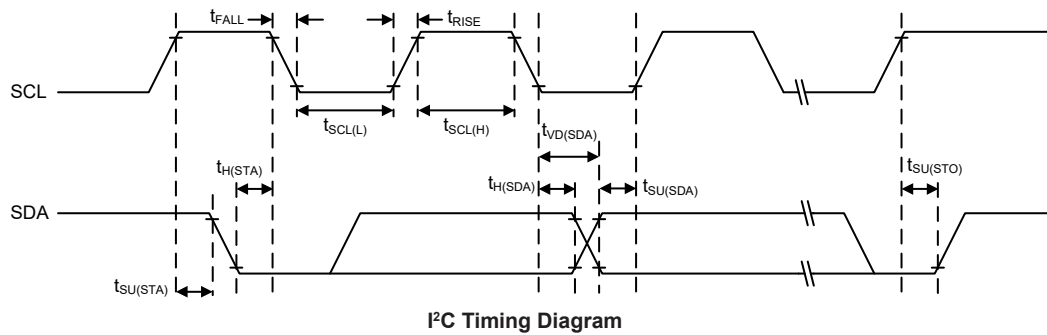 tFALL
tRISE
SCL
tSCL(L)
tSCL(H)
tVD(SDA)
tH(STA)
tH(SDA)
tSU(SDA)
tSU(STO)
SDA
tSU(STA)
I²C Timing Diagram